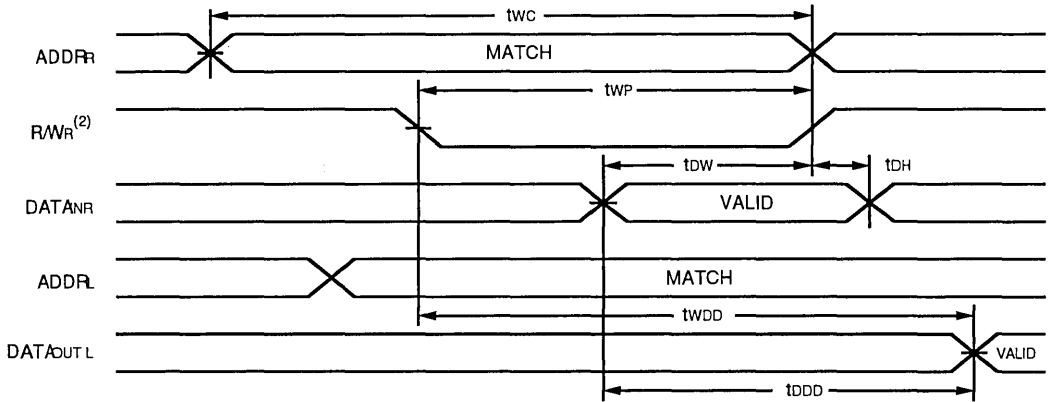 tWC
ADDRR
MATCH
tWP
R/WR(2)
tDW
tDH
DATAINR
VALID
ADDRL
MATCH
tWDD
DATAOUT L
VALID
tDDD